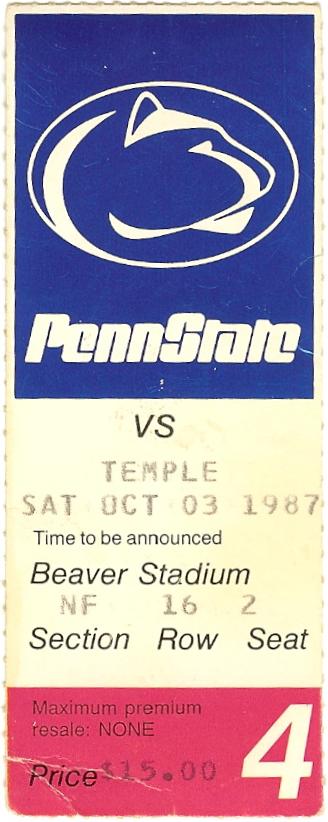 PennState
VS
TEMPLE
SAT OCT 03 1987
Time to be announced
Beaver Stadium
NF 16 2
Section Row Seat
Maximum premium
resale: NONE
4
Price $15.00